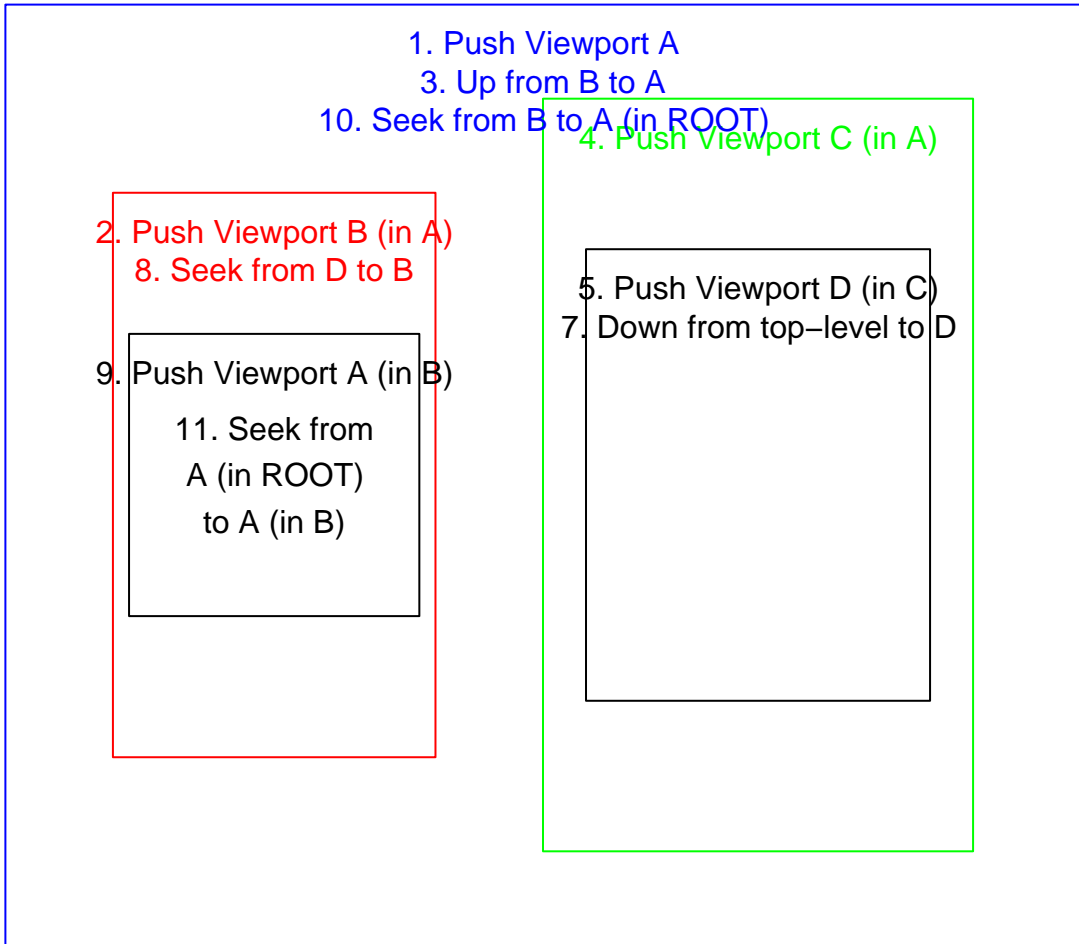 1. Push Viewport A
3. Up from B to A
10. Seek from B to A (in ROOT)
4. Push Viewport C (in A)
2. Push Viewport B (in A)
8. Seek from D to B
5. Push Viewport D (in C)
7. Down from top−level to D
9. Push Viewport A (in B)
11. Seek from
A (in ROOT)
to A (in B)